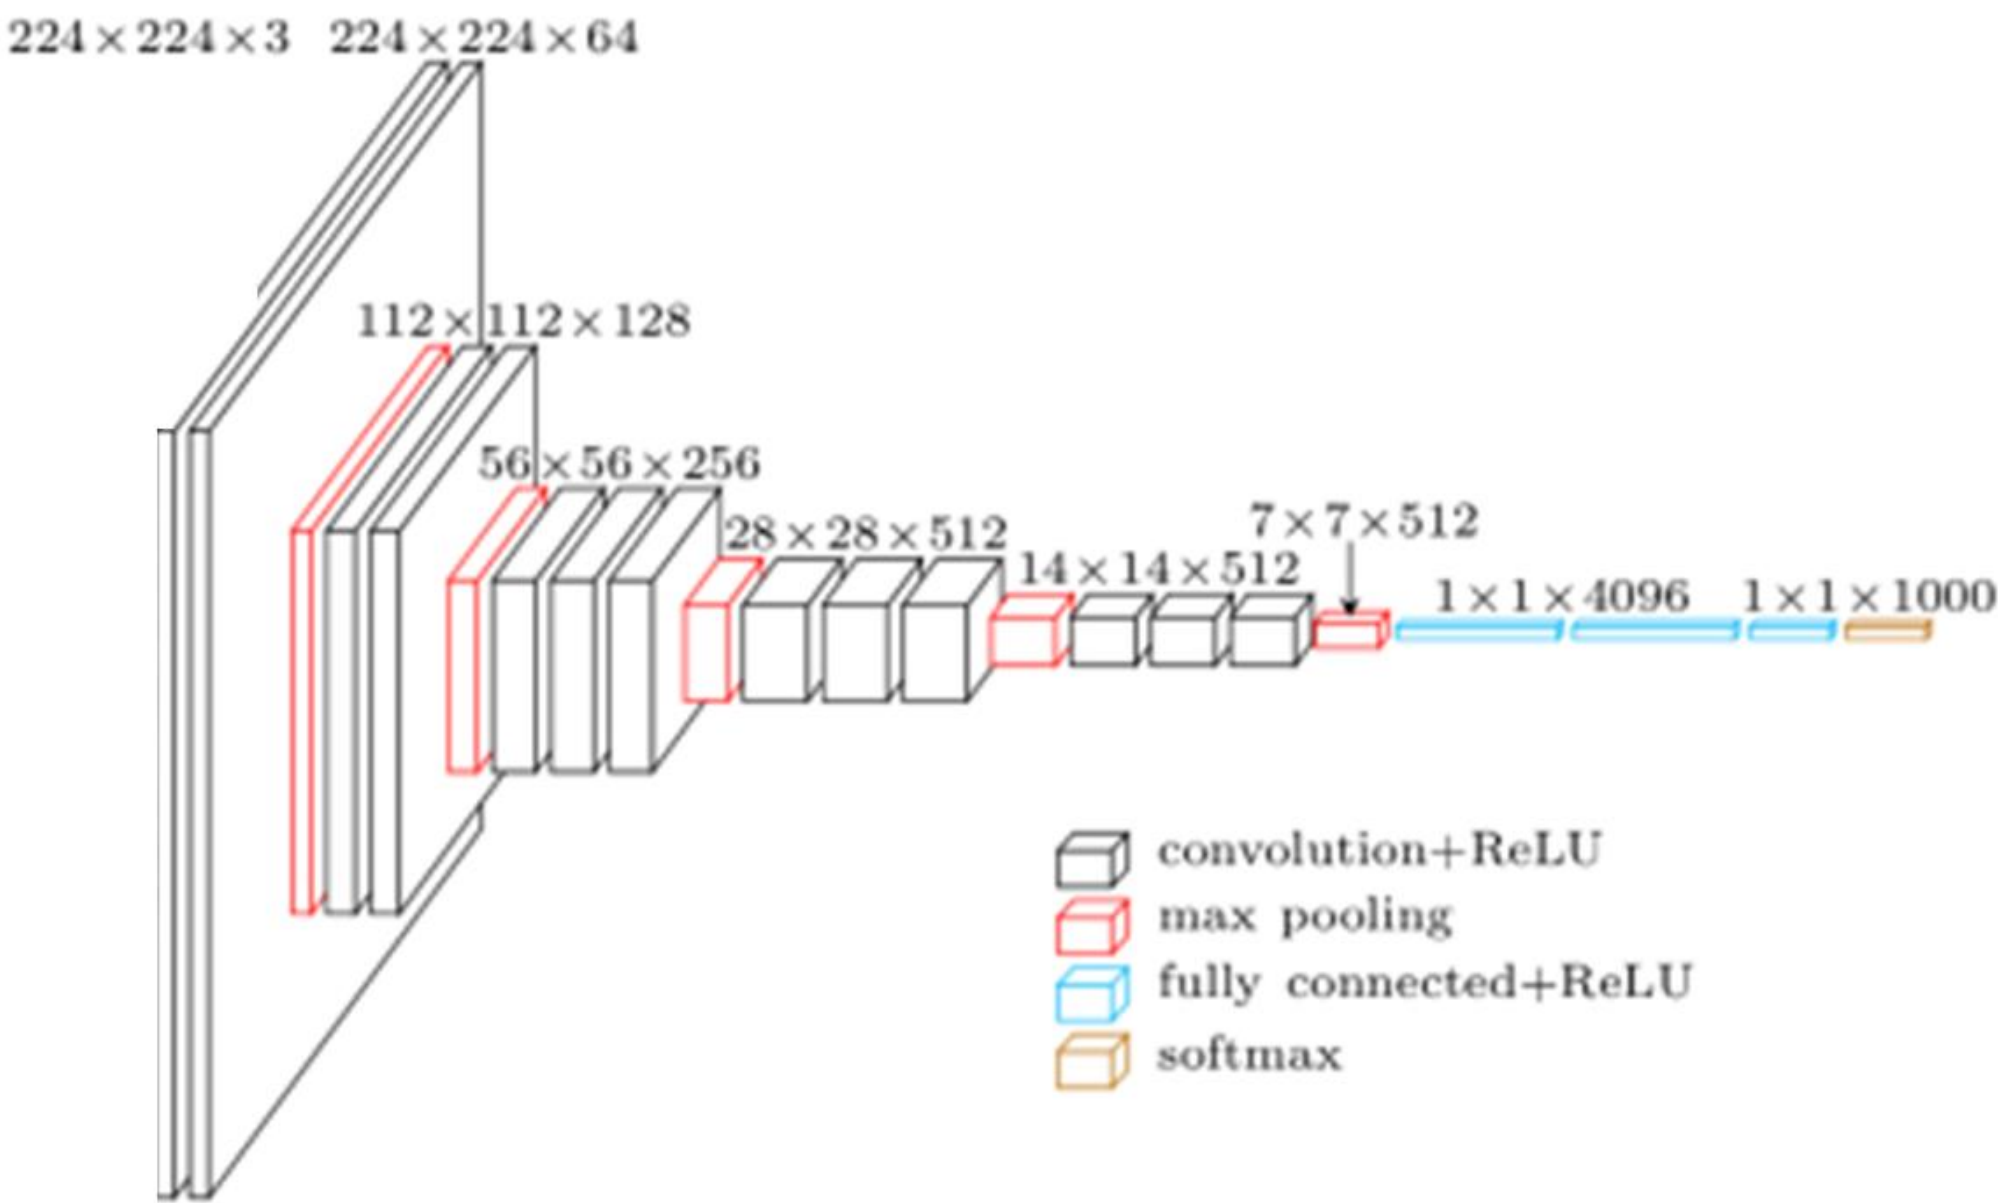 224×224×3 224×224×64
112×112×128
56×56×256
28×28×512
14×14×512
7×7×512
1×1×4096 1×1×1000
convolution+ReLU
max pooling
fully connected+ReLU
softmax